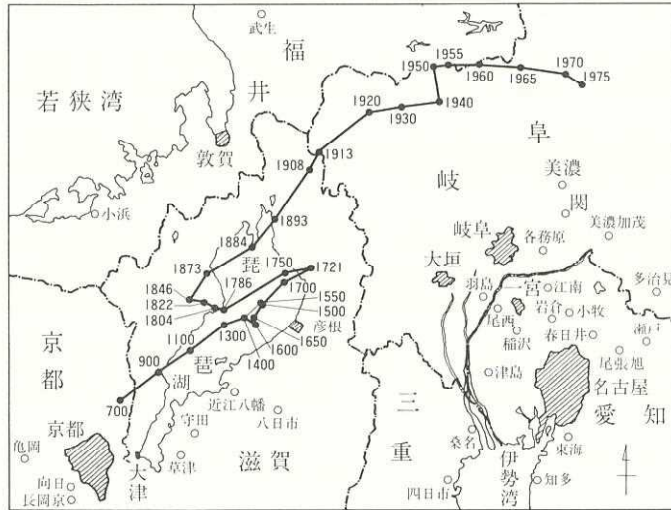 武生
福
井
若狭湾
敦賀
小浜
1950
1955
1960
1965
1970
1975
1920
1930
1940
阜
岐
1913
1908
1893
1884
1873
琵
1750
1721
1786
1700
1846
1822
1804
1550
1500
1650
1600
1400
1300
1100
彦根
琶
湖
900
700
京
都
京都
亀岡
向日
長岡京
大津
草津
守田
近江八幡
八日市
滋賀
三
重
美濃
関
美濃加茂
岐阜
各務原
大垣
羽島
一宮
江南
多治見
尾西
岩倉
小牧
稲沢
春日井
瀬戸
尾張旭
津島
名古屋
愛知
桑名
東海
伊勢湾
知多
四日市